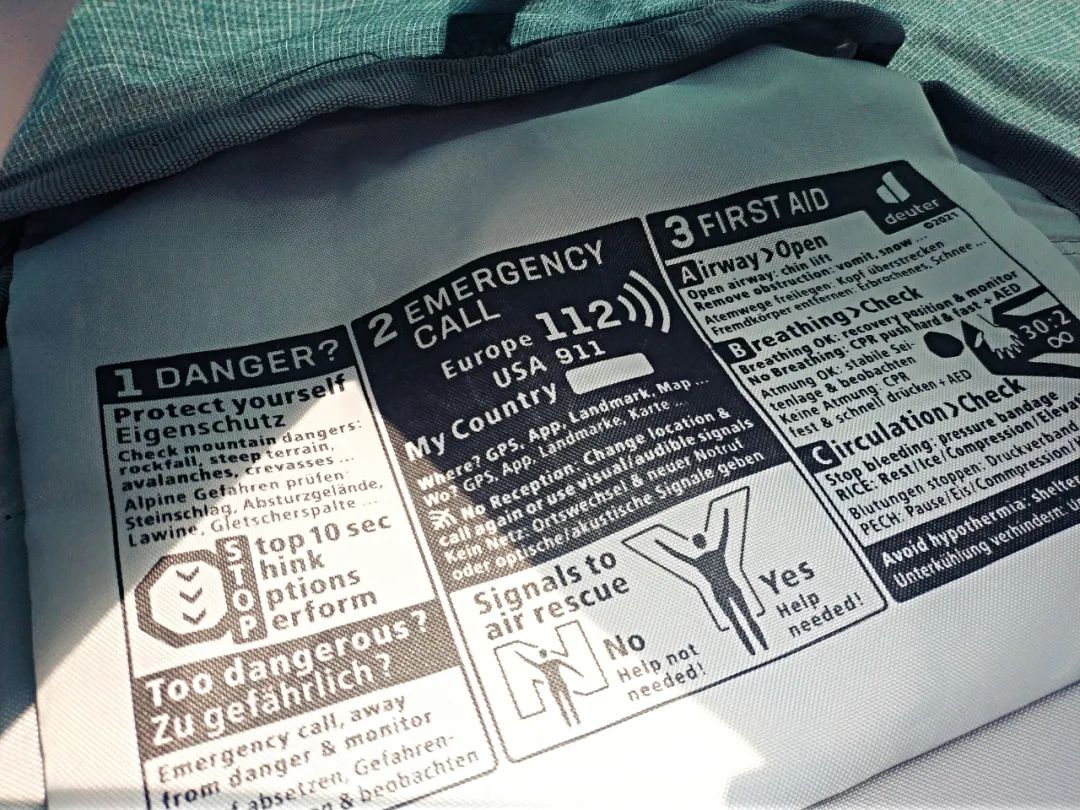 1 DANGER?
Protect yourself
Eigenschutz
Check mountain dangers:
rockfall, steep terrain,
avalanches, crevasses ...
Alpine Gefahren prüfen:
Steinschlag, Absturzgelände,
Lawine, Gletscherspalte ...
Stop 10 sec
Think
Options
Perform
Too dangerous?
Zu gefährlich?
Emergency call, away
from danger & monitor
absetzen, Gefahren-
& beobachten
2 EMERGENCY
CALL
Europe 112
USA 911
My Country
Where? GPS, App, Landmark, Map ...
Wo? GPS, App, Landmarke, Karte ...
No Reception: Change location &
call again or use visual/audible signals
Kein Netz: Ortswechsel & neuer Notruf
oder optische/akustische Signale geben
Signals to
air rescue
No
Help not
needed!
Yes
Help
needed!
3 FIRST AID
deuter
©2021
Airway>Open
Open airway: chin lift
Remove obstruction: vomit, snow ...
Atemwege freilegen: Kopf überstrecken
Fremdkörper entfernen: Erbrochenes, Schnee ...
Breathing>Check
Breathing OK: recovery position & monitor
No Breathing: CPR push hard & fast + AED
Atmung OK: stabile Sei-
tenlage & beobachten
Keine Atmung: CPR
fest & schnell drücken + AED
30:2
∞
Circulation>Check
Stop bleeding: pressure bandage
RICE: Rest/Ice/Compression/Elevat
Blutungen stoppen: Druckverband
PECH: Pause/Eis/Compression/
Avoid hypothermia: shelter
Unterkühlung verhindern: